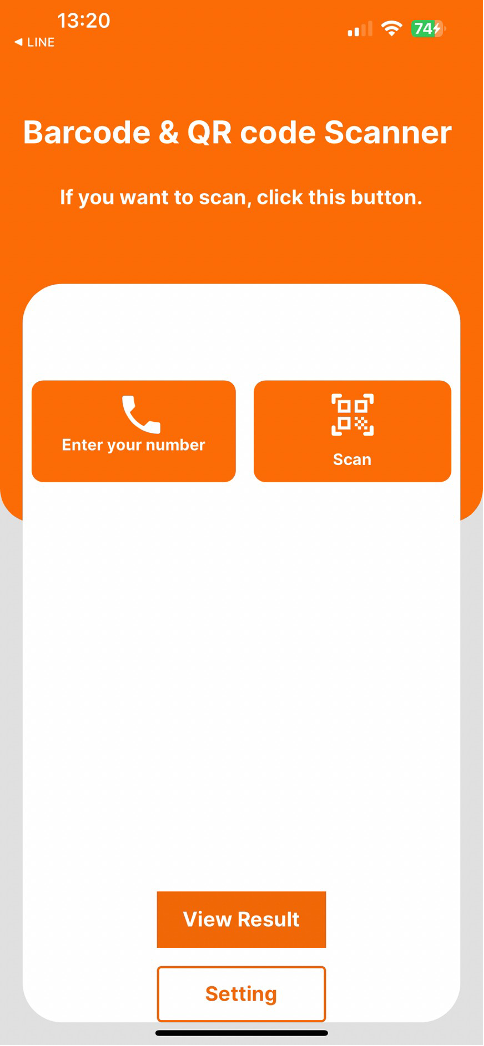 13:20
74
◀ LINE
Barcode & QR code Scanner
If you want to scan, click this button.
Enter your number
Scan
View Result
Setting